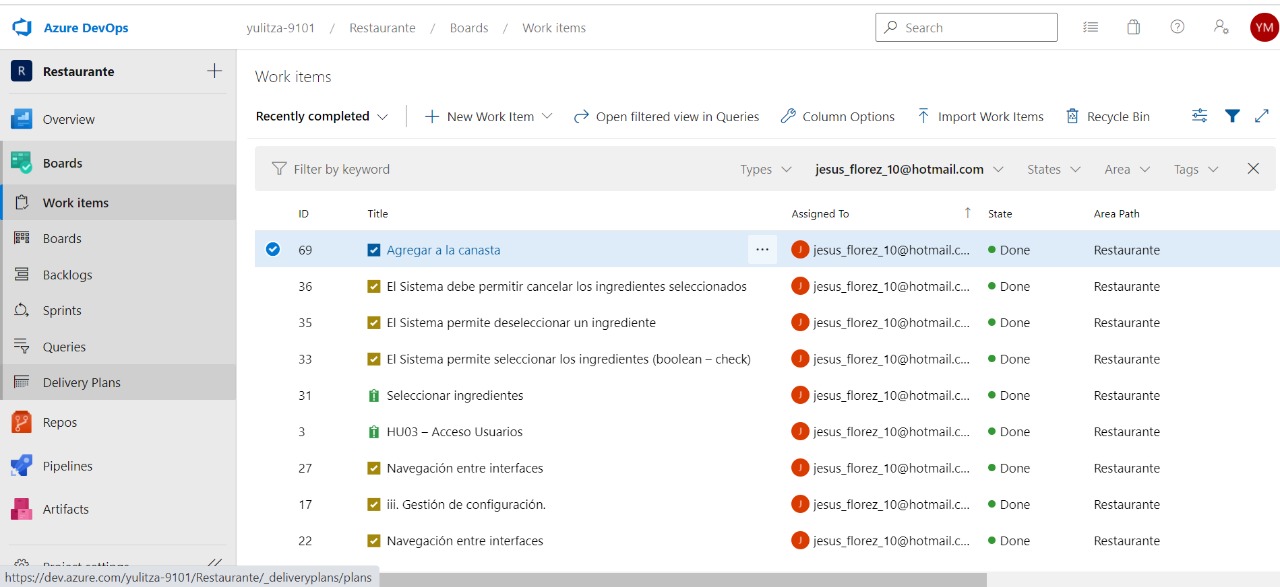 Azure DevOps
yulitza-9101 / Restaurante / Boards / Work items
Search
YM
R Restaurante
Overview
Boards
Work items
Boards
Backlogs
Sprints
Queries
Delivery Plans
Repos
Pipelines
Artifacts
Project settings
https://dev.azure.com/yulitza-9101/Restaurante/_deliveryplans/plans
Work items
Recently completed New Work Item Open filtered view in Queries Column Options Import Work Items Recycle Bin
Filter by keyword Types jesus_florez_10@hotmail.com States Area Tags
ID Title Assigned To State Area Path
69 Agregar a la canasta ... J jesus_florez_10@hotmail.c... Done Restaurante
36 El Sistema debe permitir cancelar los ingredientes seleccionados J jesus_florez_10@hotmail.c... Done Restaurante
35 El Sistema permite deseleccionar un ingrediente J jesus_florez_10@hotmail.c... Done Restaurante
33 El Sistema permite seleccionar los ingredientes (boolean – check) J jesus_florez_10@hotmail.c... Done Restaurante
31 Seleccionar ingredientes J jesus_florez_10@hotmail.c... Done Restaurante
3 HU03 – Acceso Usuarios J jesus_florez_10@hotmail.c... Done Restaurante
27 Navegación entre interfaces J jesus_florez_10@hotmail.c... Done Restaurante
17 iii. Gestión de configuración. J jesus_florez_10@hotmail.c... Done Restaurante
22 Navegación entre interfaces J jesus_florez_10@hotmail.c... Done Restaurante